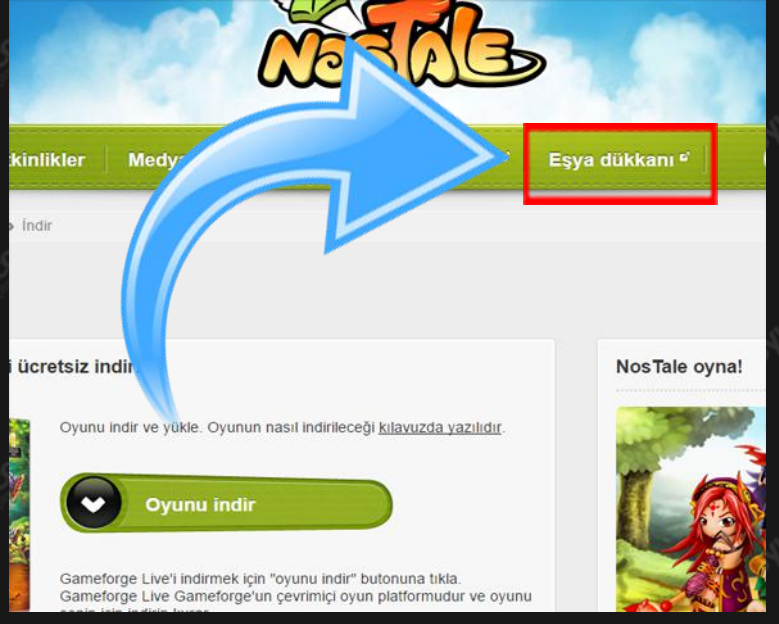 NosTale
kinlikler
Medya
Eşya dükkanı
İndir
ücretsiz indir
NosTale oyna!
Oyunu indir ve yükle. Oyunun nasıl indirileceği kılavuzda yazılıdır.
Oyunu indir
Gameforge Live'i indirmek için "oyunu indir" butonuna tıkla.
Gameforge Live Gameforge'un çevrimiçi oyun platformudur ve oyunu